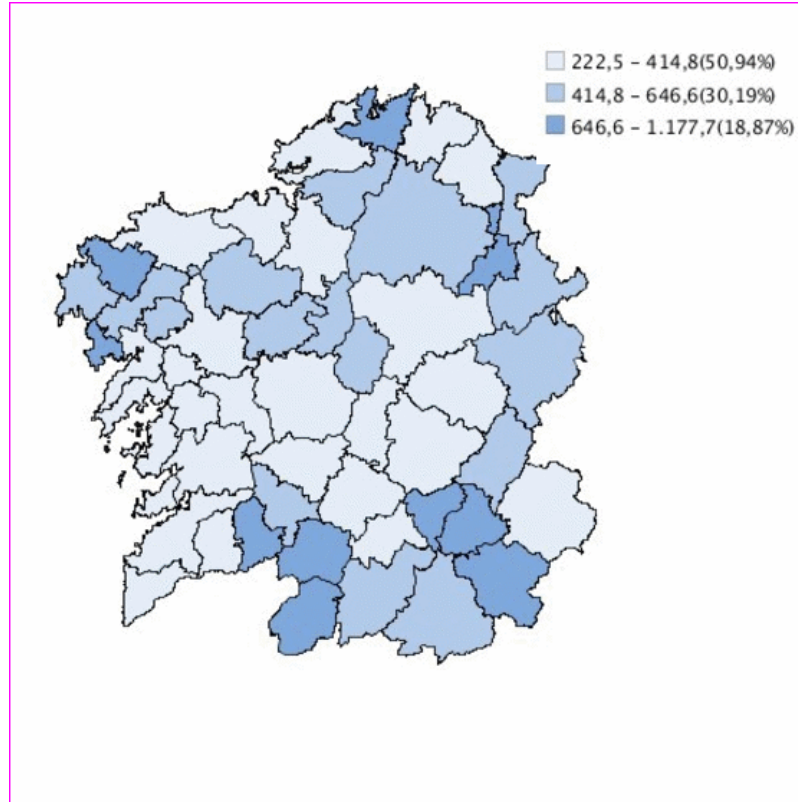 222,5 – 414,8(50,94%)
414,8 – 646,6(30,19%)
646,6 – 1.177,7(18,87%)